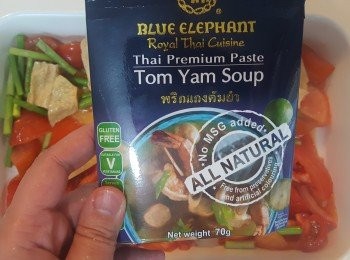 BLUE ELEPHANT
Royal Thai Cuisine
Thai Premium Paste
Tom Yam Soup
พริกแกงต้มยำ
GLUTEN
FREE
V
No MSG added
ALL NATURAL
Free from preservatives
and artificial colouring
Net weight 70g